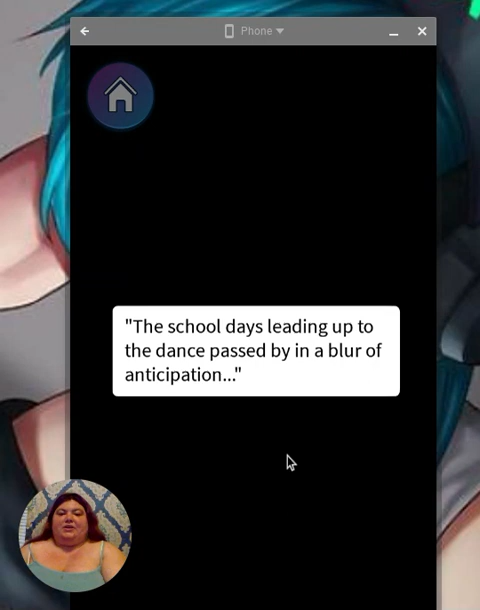 Phone
"The school days leading up to
the dance passed by in a blur of
anticipation..."